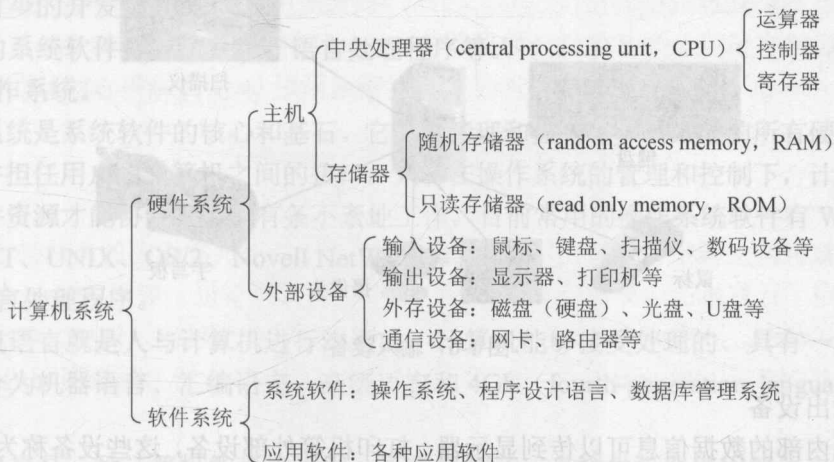 运算器
中央处理器（central processing unit，CPU）
控制器
寄存器
主机
随机存储器（random access memory，RAM）
存储器
只读存储器（read only memory，ROM）
硬件系统
输入设备：鼠标、键盘、扫描仪、数码设备等
输出设备：显示器、打印机等
外部设备
外存设备：磁盘（硬盘）、光盘、U盘等
通信设备：网卡、路由器等
计算机系统
系统软件：操作系统、程序设计语言、数据库管理系统
软件系统
应用软件：各种应用软件